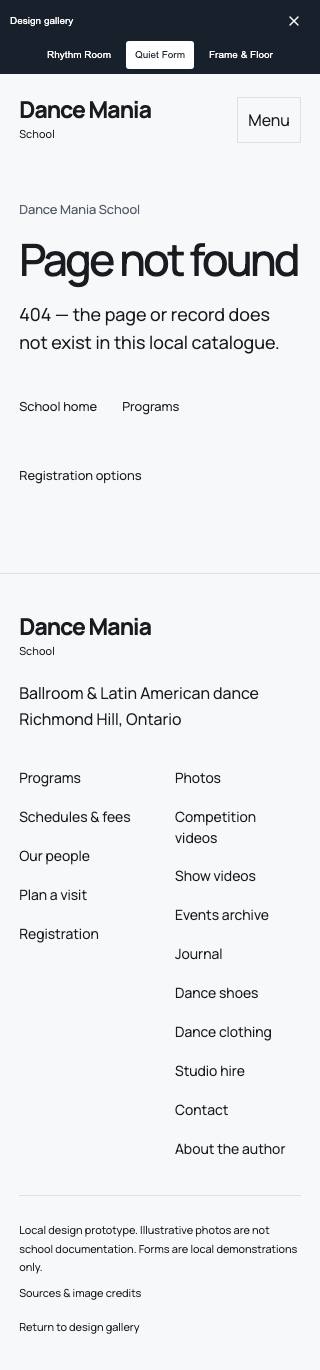 Design gallery
×
Rhythm Room
Quiet Form
Frame & Floor
Dance Mania
School
Menu
Dance Mania School
Page not found
404 — the page or record does
not exist in this local catalogue.
School home
Programs
Registration options
Dance Mania
School
Ballroom & Latin American dance
Richmond Hill, Ontario
Programs
Schedules & fees
Our people
Plan a visit
Registration
Photos
Competition
videos
Show videos
Events archive
Journal
Dance shoes
Dance clothing
Studio hire
Contact
About the author
Local design prototype. Illustrative photos are not
school documentation. Forms are local demonstrations
only.
Sources & image credits
Return to design gallery